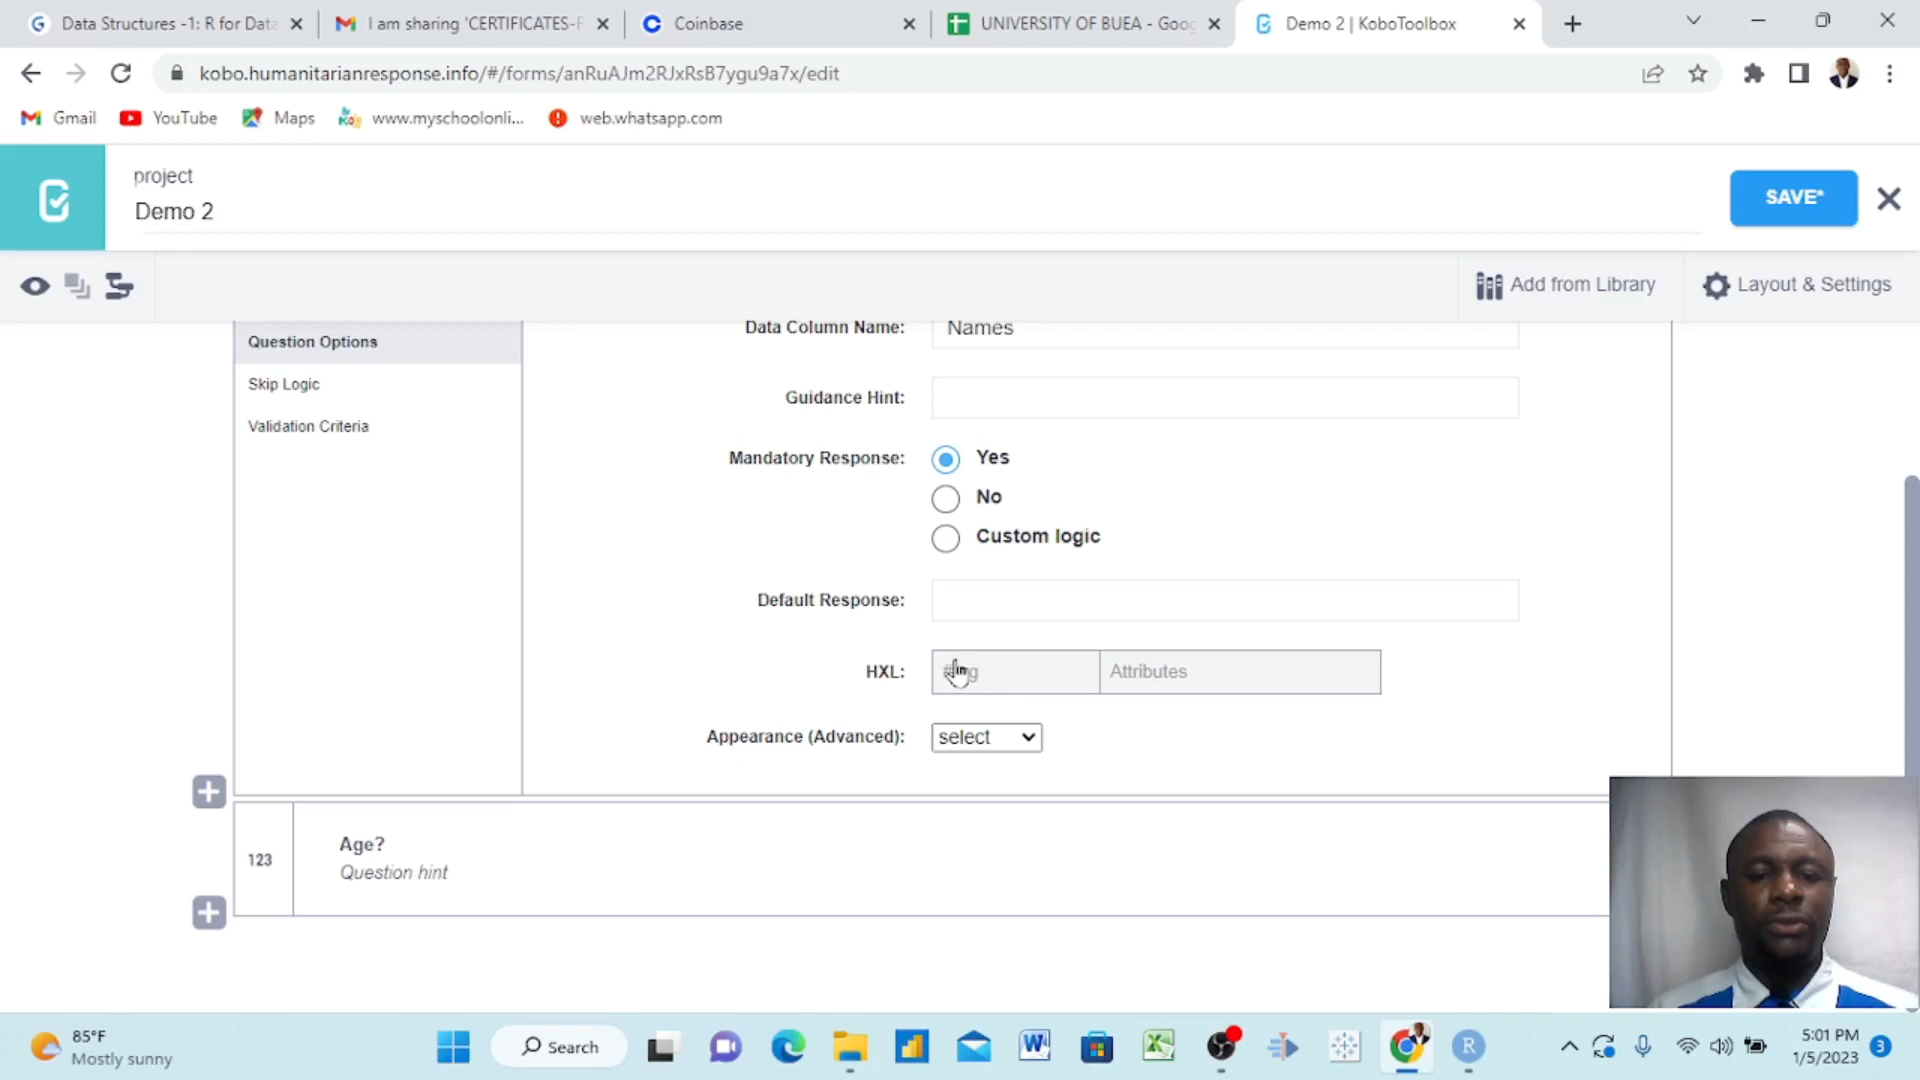 Data Structures -1: R for Data
I am sharing 'CERTIFICATES-F
Coinbase
UNIVERSITY OF BUEA - Goog
Demo 2 | KoboToolbox
kobo.humanitarianresponse.info/#/forms/anRuAJm2RJxRsB7ygu9a7x/edit
Gmail
YouTube
Maps
www.myschoolonli...
web.whatsapp.com
project
Demo 2
SAVE*
Add from Library
Layout & Settings
Question Options
Skip Logic
Validation Criteria
Data Column Name:
Names
Guidance Hint:
Mandatory Response:
Yes
No
Custom logic
Default Response:
HXL:
Attributes
Appearance (Advanced):
select
123
Age?
Question hint
85°F
Mostly sunny
Search
5:01 PM
1/5/2023
3